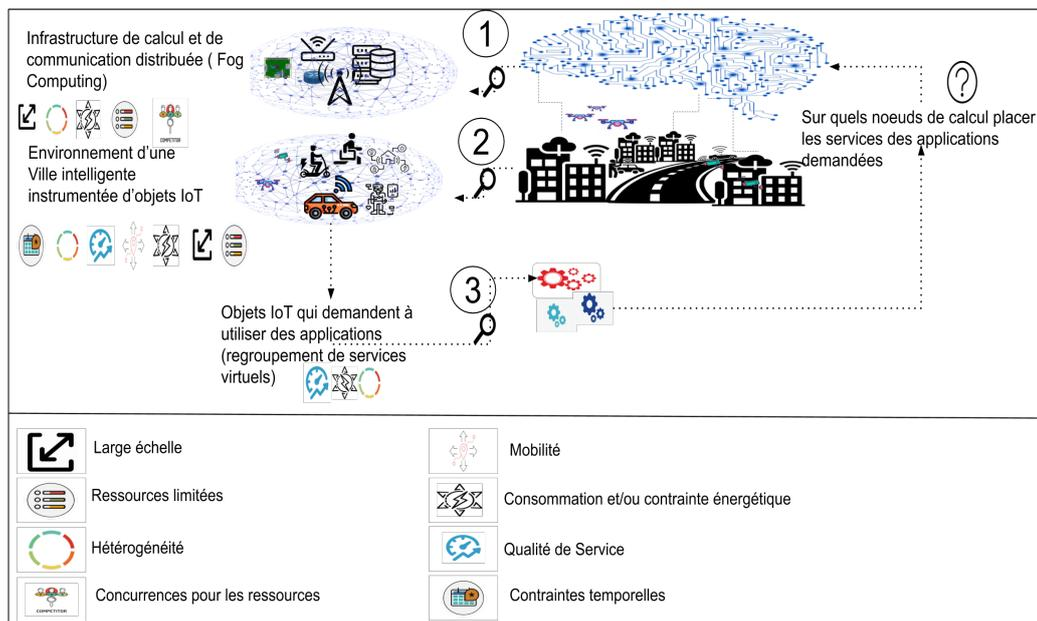 Infrastructure de calcul et de
communication distribuée ( Fog
Computing)
COMPETITOR
1
?
Sur quels noeuds de calcul placer
les services des applications
demandées
Environnement d'une
Ville intelligente
instrumentée d'objets IoT
2
3
Objets IoT qui demandent à
utiliser des applications
(regroupement de services
virtuels)
Large échelle
Mobilité
Ressources limitées
Consommation et/ou contrainte énergétique
Hétérogénéité
Qualité de Service
COMPETITOR
Concurrences pour les ressources
Contraintes temporelles